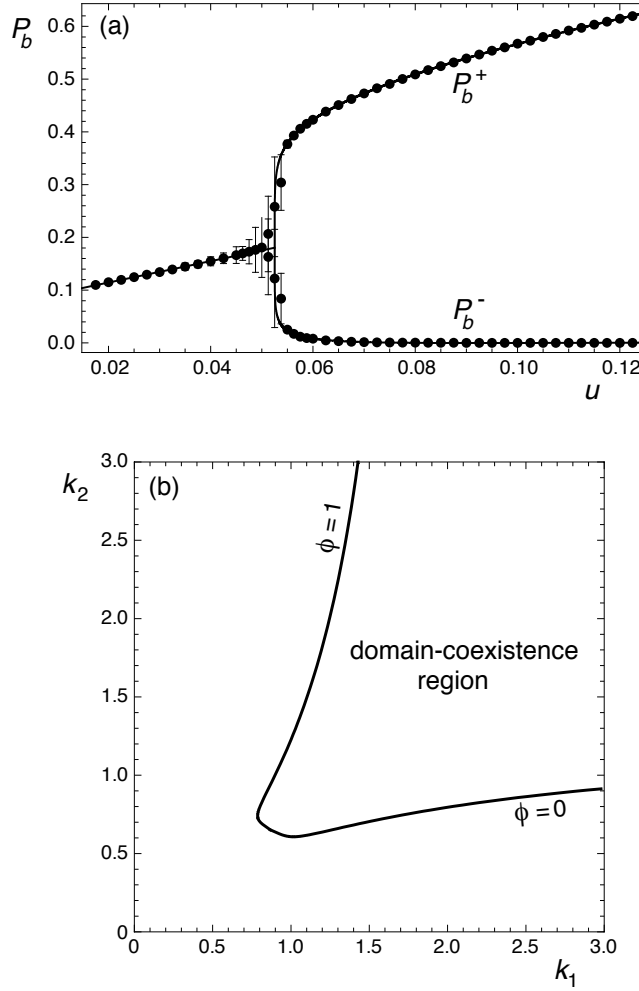 P_b
(a)
0.6
0.5
0.4
0.3
0.2
0.1
0.0
P_b^+
P_b^-
0.02
0.04
0.06
0.08
0.10
0.12
u
k_2
(b)
3.0
2.5
2.0
1.5
1.0
0.5
0
ϕ = 1
domain-coexistence
region
ϕ = 0
0
0.5
1.0
1.5
2.0
2.5
3.0
k_1